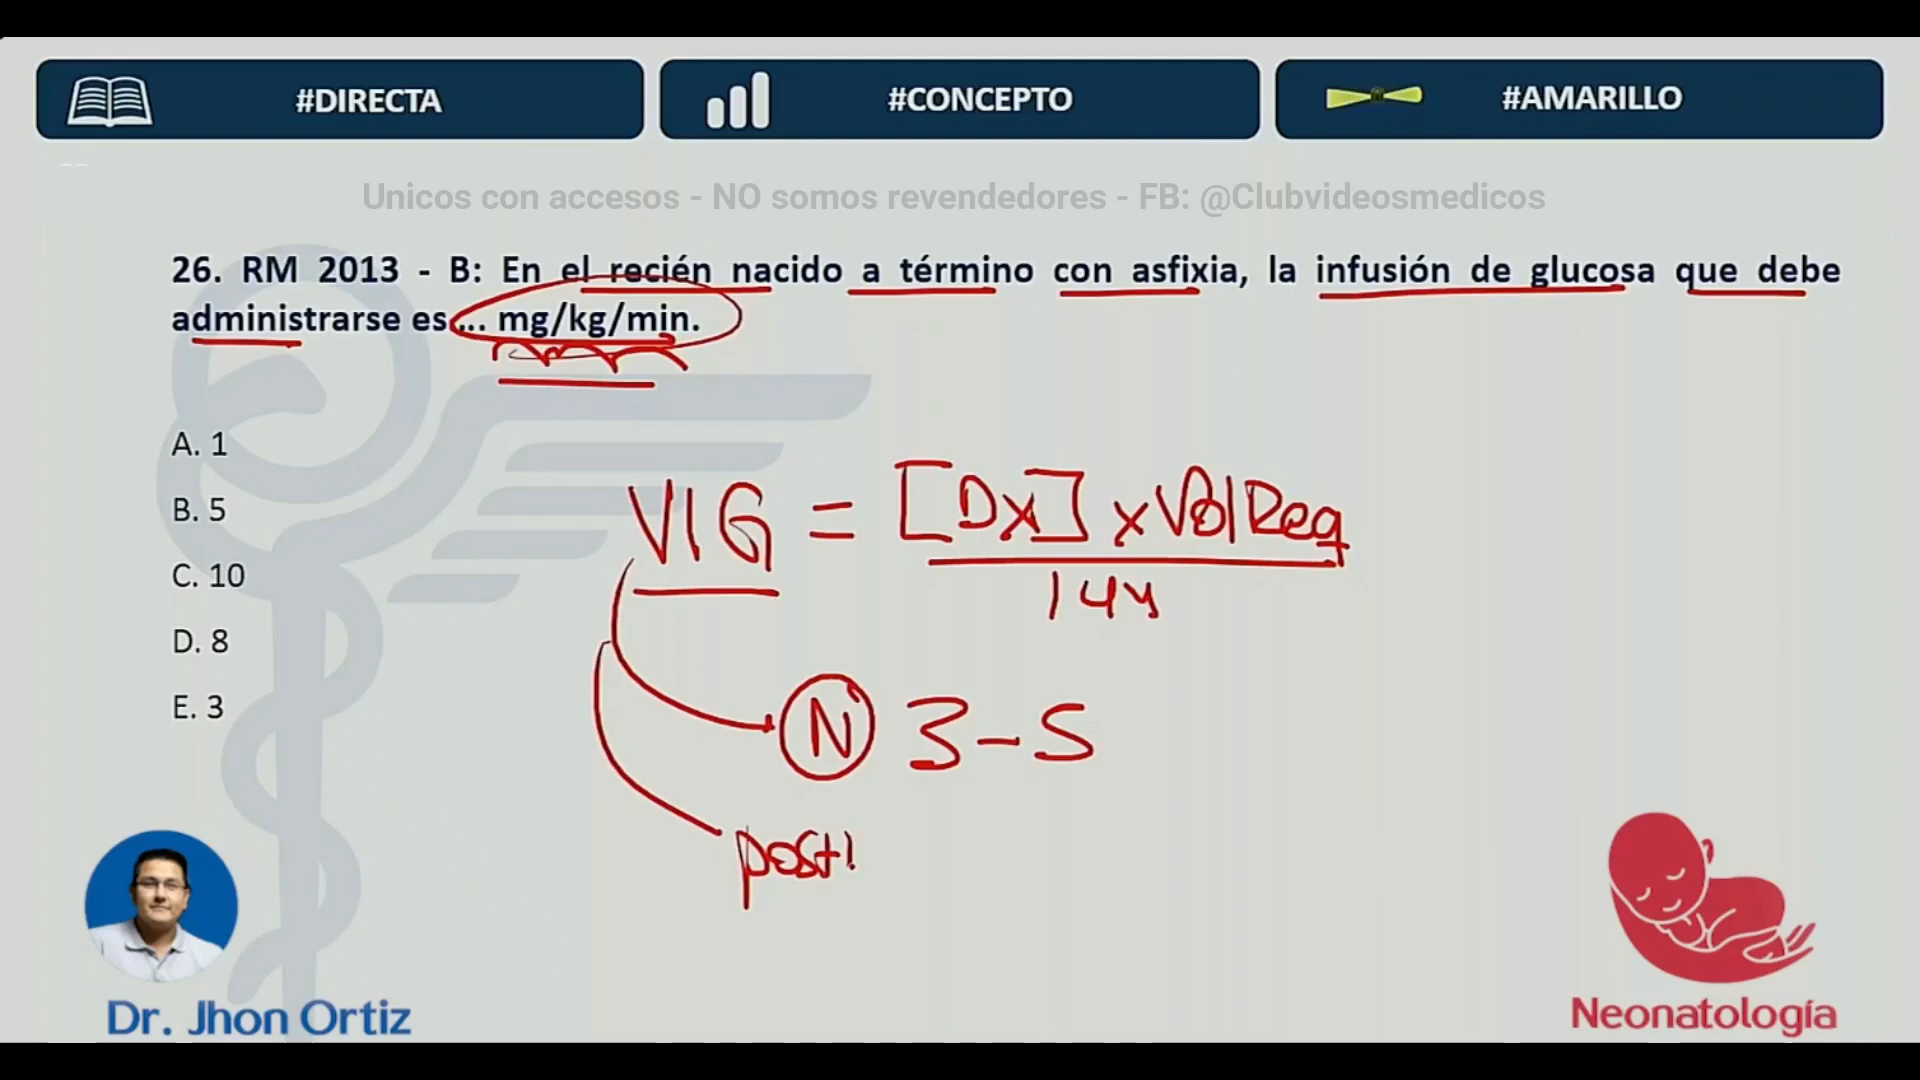 #DIRECTA
#CONCEPTO
#AMARILLO
Unicos con accesos - NO somos revendedores - FB: @Clubvideosmedicos
26. RM 2013 - B: En el recién nacido a término con asfixia, la infusión de glucosa que debe
administrarse es ... mg/kg/min.
A. 1
B. 5
C. 10
D. 8
E. 3
VIG = [Dx] x Vol Req
144
N 3-5
post
Dr. Jhon Ortiz
Neonatología